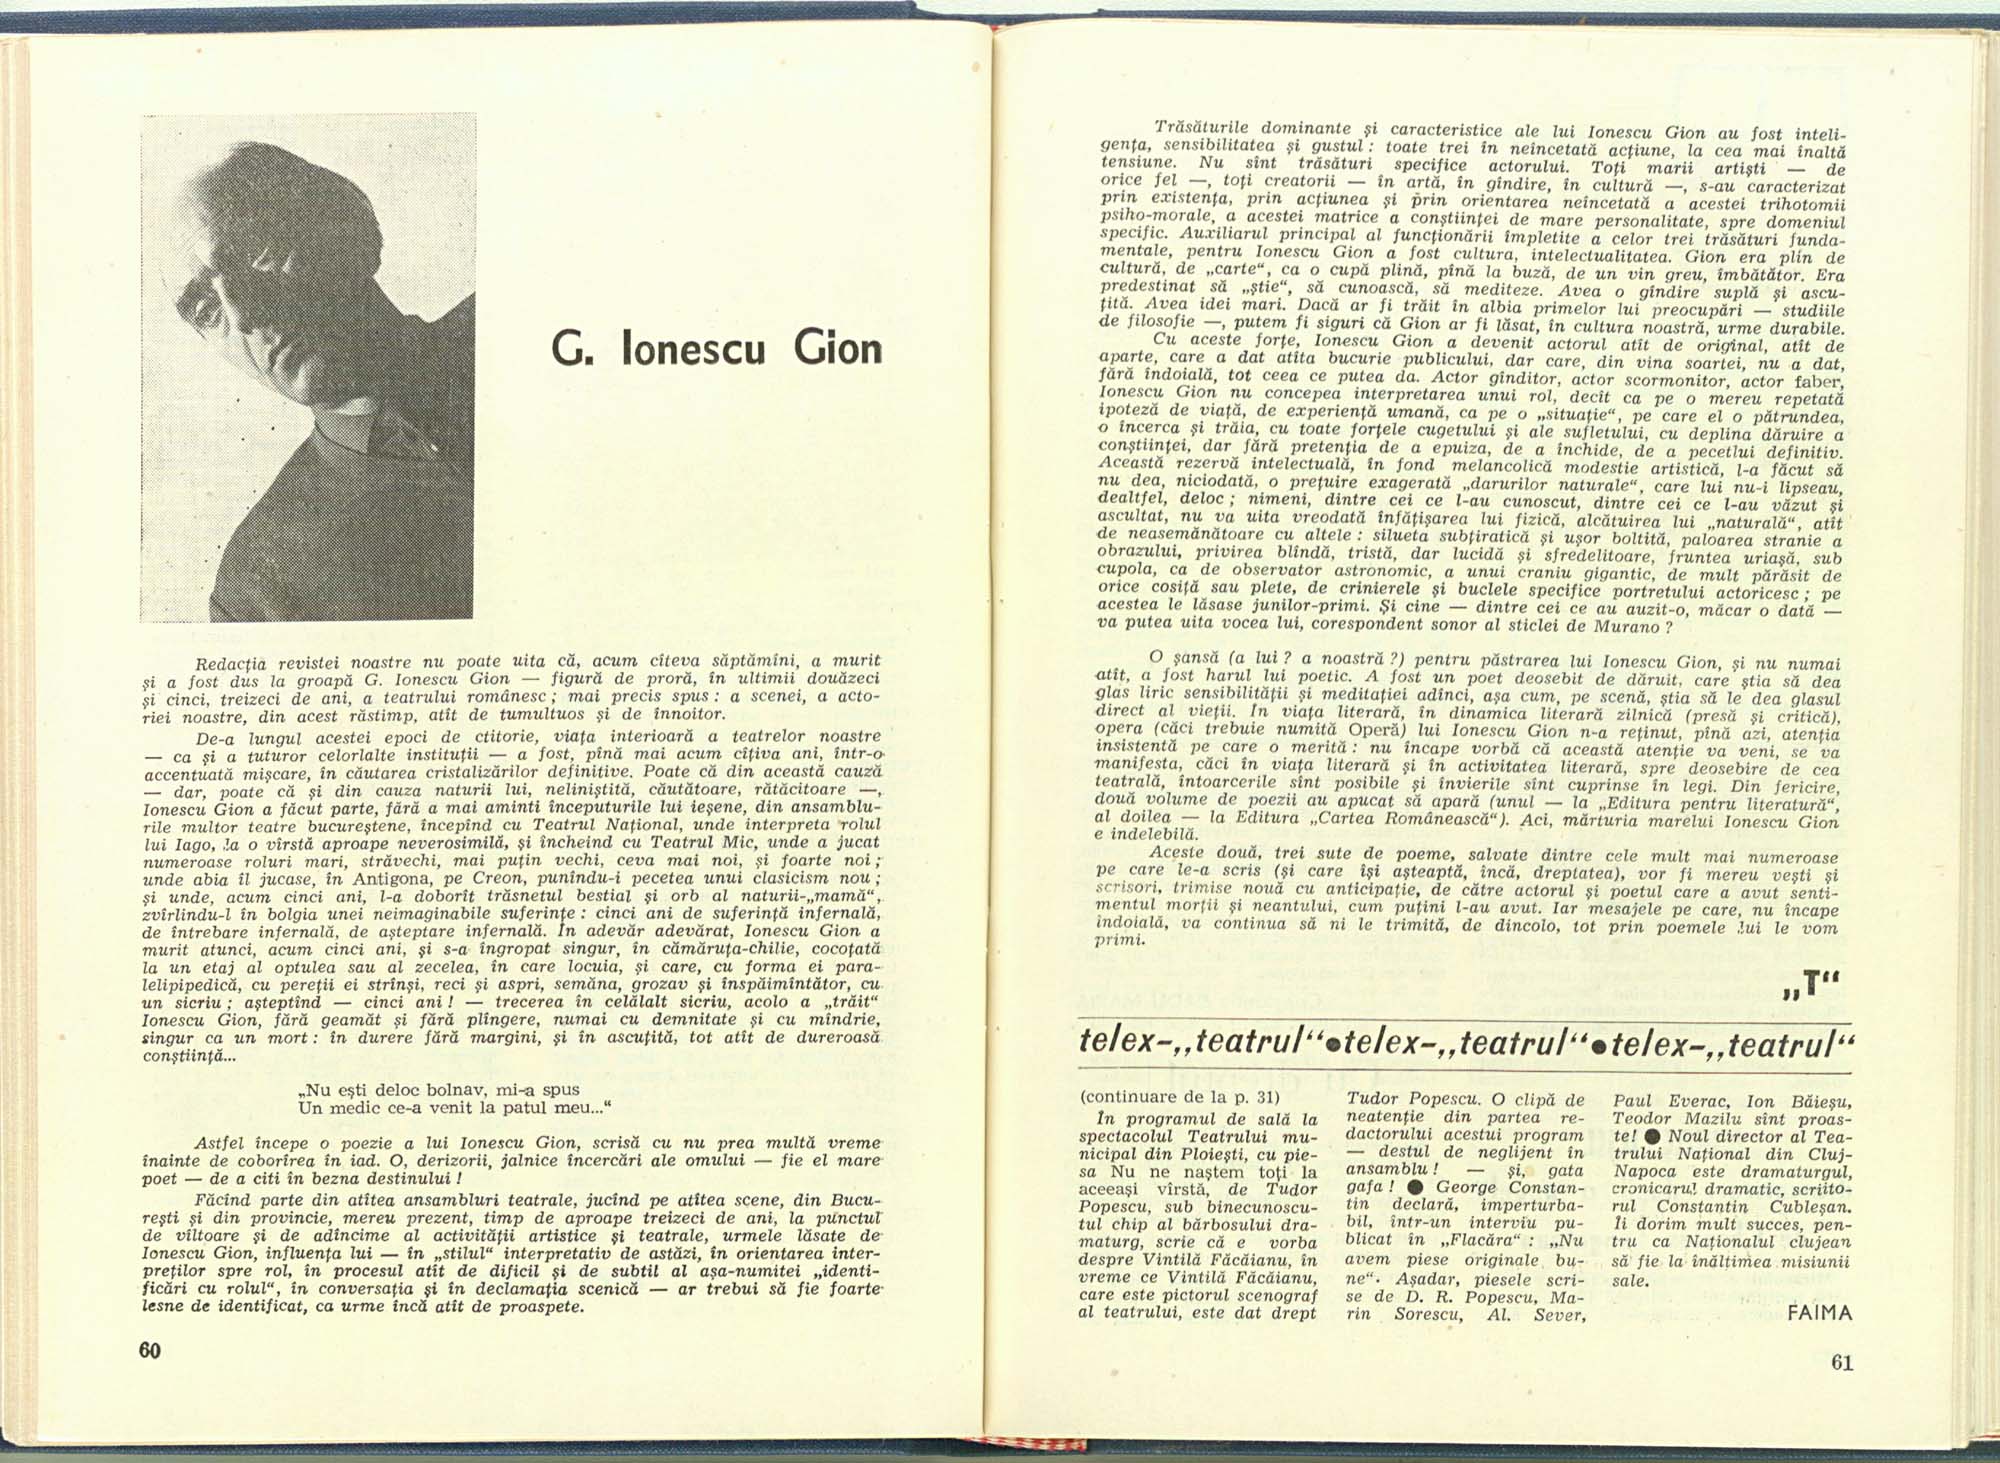 G. Ionescu Gion
Redacția revistei noastre nu poate uita că, acum cîteva săptămîni, a murit
și a fost dus la groapă G. Ionescu Gion — figură de proră, în ultimii douăzeci
și cinci, treizeci de ani, a teatrului românesc ; mai precis spus : a scenei, a acto-
riei noastre, din acest răstimp, atît de tumultuos și de înnoitor.
De-a lungul acestei epoci de ctitorie, viața interioară a teatrelor noastre
— ca și a tuturor celorlalte instituții — a fost, pînă mai acum cîțiva ani, într-o
accentuată mișcare, în căutarea cristalizărilor definitive. Poate că din această cauză
— dar, poate că și din cauza naturii lui, neliniștită, căutătoare, rătăcitoare —,
Ionescu Gion a făcut parte, fără a mai aminti începuturile lui ieșene, din ansamblu-
rile multor teatre bucureștene, începînd cu Teatrul Național, unde interpreta rolul
lui Iago, la o vîrstă aproape neverosimilă, și încheind cu Teatrul Mic, unde a jucat
numeroase roluri mari, străvechi, mai puțin vechi, ceva mai noi, și foarte noi ;
unde abia îl jucase, în Antigona, pe Creon, punîndu-i pecetea unui clasicism nou ;
și unde, acum cinci ani, l-a doborît trăsnetul bestial și orb al naturii-„mamă“,
zvîrlindu-l în bolgia unei neimaginabile suferințe : cinci ani de suferință infernală,
de întrebare infernală, de așteptare infernală. În adevăr adevărat, Ionescu Gion a
murit atunci, acum cinci ani, și s-a îngropat singur, în cămăruța-chilie, cocoțată
la un etaj al optulea sau al zecelea, în care locuia, și care, cu forma ei para-
lelipipedică, cu pereții ei strînși, reci și aspri, semăna, grozav și înspăimîntător, cu
un sicriu ; așteptînd — cinci ani ! — trecerea în celălalt sicriu, acolo a „trăit“
Ionescu Gion, fără geamăt și fără plîngere, numai cu demnitate și cu mîndrie,
singur ca un mort : în durere fără margini, și în ascuțită, tot atît de dureroasă
conștiință...
„Nu ești deloc bolnav, mi-a spus
Un medic ce-a venit la patul meu...“
Astfel începe o poezie a lui Ionescu Gion, scrisă cu nu prea multă vreme
înainte de coborîrea în iad. O, derizorii, jalnice încercări ale omului — fie el mare
poet — de a citi în bezna destinului !
Făcînd parte din atîtea ansambluri teatrale, jucînd pe atîtea scene, din Bucu-
rești și din provincie, mereu prezent, timp de aproape treizeci de ani, la punctul
de vîltoare și de adîncime al activității artistice și teatrale, urmele lăsate de
Ionescu Gion, influența lui — în „stilul“ interpretativ de astăzi, în orientarea inter-
preților spre rol, în procesul atît de dificil și de subtil al așa-numitei „identi-
ficări cu rolul“, în conversația și în declamația scenică — ar trebui să fie foarte
lesne de identificat, ca urme încă atît de proaspete.
60
Trăsăturile dominante și caracteristice ale lui Ionescu Gion au fost inteli-
gența, sensibilitatea și gustul : toate trei în neîncetată acțiune, la cea mai înaltă
tensiune. Nu sînt trăsături specifice actorului. Toți marii artiști — de
orice fel —, toți creatorii — în artă, în gîndire, în cultură —, s-au caracterizat
prin existența, prin acțiunea și prin orientarea neîncetată a acestei trihotomii
psiho-morale, a acestei matrice a conștiinței de mare personalitate, spre domeniul
specific. Auxiliarul principal al funcționării împletite a celor trei trăsături funda-
mentale, pentru Ionescu Gion a fost cultura, intelectualitatea. Gion era plin de
cultură, de „carte“, ca o cupă plină, pînă la buză, de un vin greu, îmbătător. Era
predestinat să „știe“, să cunoască, să mediteze. Avea o gîndire suplă și ascu-
țită. Avea idei mari. Dacă ar fi trăit în albia primelor lui preocupări — studiile
de filosofie —, putem fi siguri că Gion ar fi lăsat, în cultura noastră, urme durabile.
Cu aceste forțe, Ionescu Gion a devenit actorul atît de original, atît de
aparte, care a dat atîta bucurie publicului, dar care, din vina soartei, nu a dat,
fără îndoială, tot ceea ce putea da. Actor gînditor, actor scormonitor, actor faber,
Ionescu Gion nu concepea interpretarea unui rol, decît ca pe o mereu repetată
ipoteză de viață, de experiență umană, ca pe o „situație“, pe care el o pătrundea,
o încerca și trăia, cu toate forțele cugetului și ale sufletului, cu deplina dăruire a
conștiinței, dar fără pretenția de a epuiza, de a închide, de a pecetlui definitiv.
Această rezervă intelectuală, în fond melancolică modestie artistică, l-a făcut să
nu dea, niciodată, o prețuire exagerată „darurilor naturale“, care lui nu-i lipseau,
dealtfel, deloc ; nimeni, dintre cei ce l-au cunoscut, dintre cei ce l-au văzut și
ascultat, nu va uita vreodată înfățișarea lui fizică, alcătuirea lui „naturală“, atît
de neasemănătoare cu altele : silueta subțiratică și ușor boltită, paloarea stranie a
obrazului, privirea blîndă, tristă, dar lucidă și sfredelitoare, fruntea uriașă, sub
cupola, ca de observator astronomic, a unui craniu gigantic, de mult părăsit de
orice cosiță sau plete, de crinierele și buclele specifice portretului actoricesc ; pe
acestea le lăsase junilor-primi. Și cine — dintre cei ce au auzit-o, măcar o dată —
va putea uita vocea lui, corespondent sonor al sticlei de Murano ?
O șansă (a lui ? a noastră ?) pentru păstrarea lui Ionescu Gion, și nu numai
atît, a fost harul lui poetic. A fost un poet deosebit de dăruit, care știa să dea
glas liric sensibilității și meditației adînci, așa cum, pe scenă, știa să le dea glasul
direct al vieții. În viața literară, în dinamica literară zilnică (presă și critică),
opera (căci trebuie numită Operă) lui Ionescu Gion n-a reținut, pînă azi, atenția
insistentă pe care o merită : nu încape vorbă că această atenție va veni, se va
manifesta, căci în viața literară și în activitatea literară, spre deosebire de cea
teatrală, întoarcerile sînt posibile și învierile sînt cuprinse în legi. Din fericire,
două volume de poezii au apucat să apară (unul — la „Editura pentru literatură“,
al doilea — la Editura „Cartea Românească“). Aci, mărturia marelui Ionescu Gion
e indelebilă.
Aceste două, trei sute de poeme, salvate dintre cele mult mai numeroase
pe care le-a scris (și care își așteaptă, încă, dreptatea), vor fi mereu vești și
scrisori, trimise nouă cu anticipație, de către actorul și poetul care a avut senti-
mentul morții și neantului, cum puțini l-au avut. Iar mesajele pe care, nu încape
îndoială, va continua să ni le trimită, de dincolo, tot prin poemele lui le vom
primi.
„T“
telex-„teatrul“●telex-„teatrul“●telex-„teatrul“
(continuare de la p. 31)
În programul de sală la
spectacolul Teatrului mu-
nicipal din Ploiești, cu pie-
sa Nu ne naștem toți la
aceeași vîrstă, de Tudor
Popescu, sub binecunoscu-
tul chip al bărbosului dra-
maturg, scrie că e vorba
despre Vintilă Făcăianu, în
vreme ce Vintilă Făcăianu,
care este pictorul scenograf
al teatrului, este dat drept
Tudor Popescu. O clipă de
neatenție din partea re-
dactorului acestui program
— destul de neglijent în
ansamblu ! — și, gata
gafa ! ● George Constan-
tin declară, imperturba-
bil, într-un interviu pu-
blicat în „Flacăra“ : „Nu
avem piese originale bu-
ne“. Așadar, piesele scri-
se de D. R. Popescu, Ma-
rin Sorescu, Al. Sever,
Paul Everac, Ion Băieșu,
Teodor Mazilu sînt proas-
te! ● Noul director al Tea-
trului Național din Cluj-
Napoca este dramaturgul,
cronicarul dramatic, scriito-
rul Constantin Cubleșan.
Îi dorim mult succes, pen-
tru ca Naționalul clujean
să fie la înălțimea misiunii
sale.
FAIMA
61